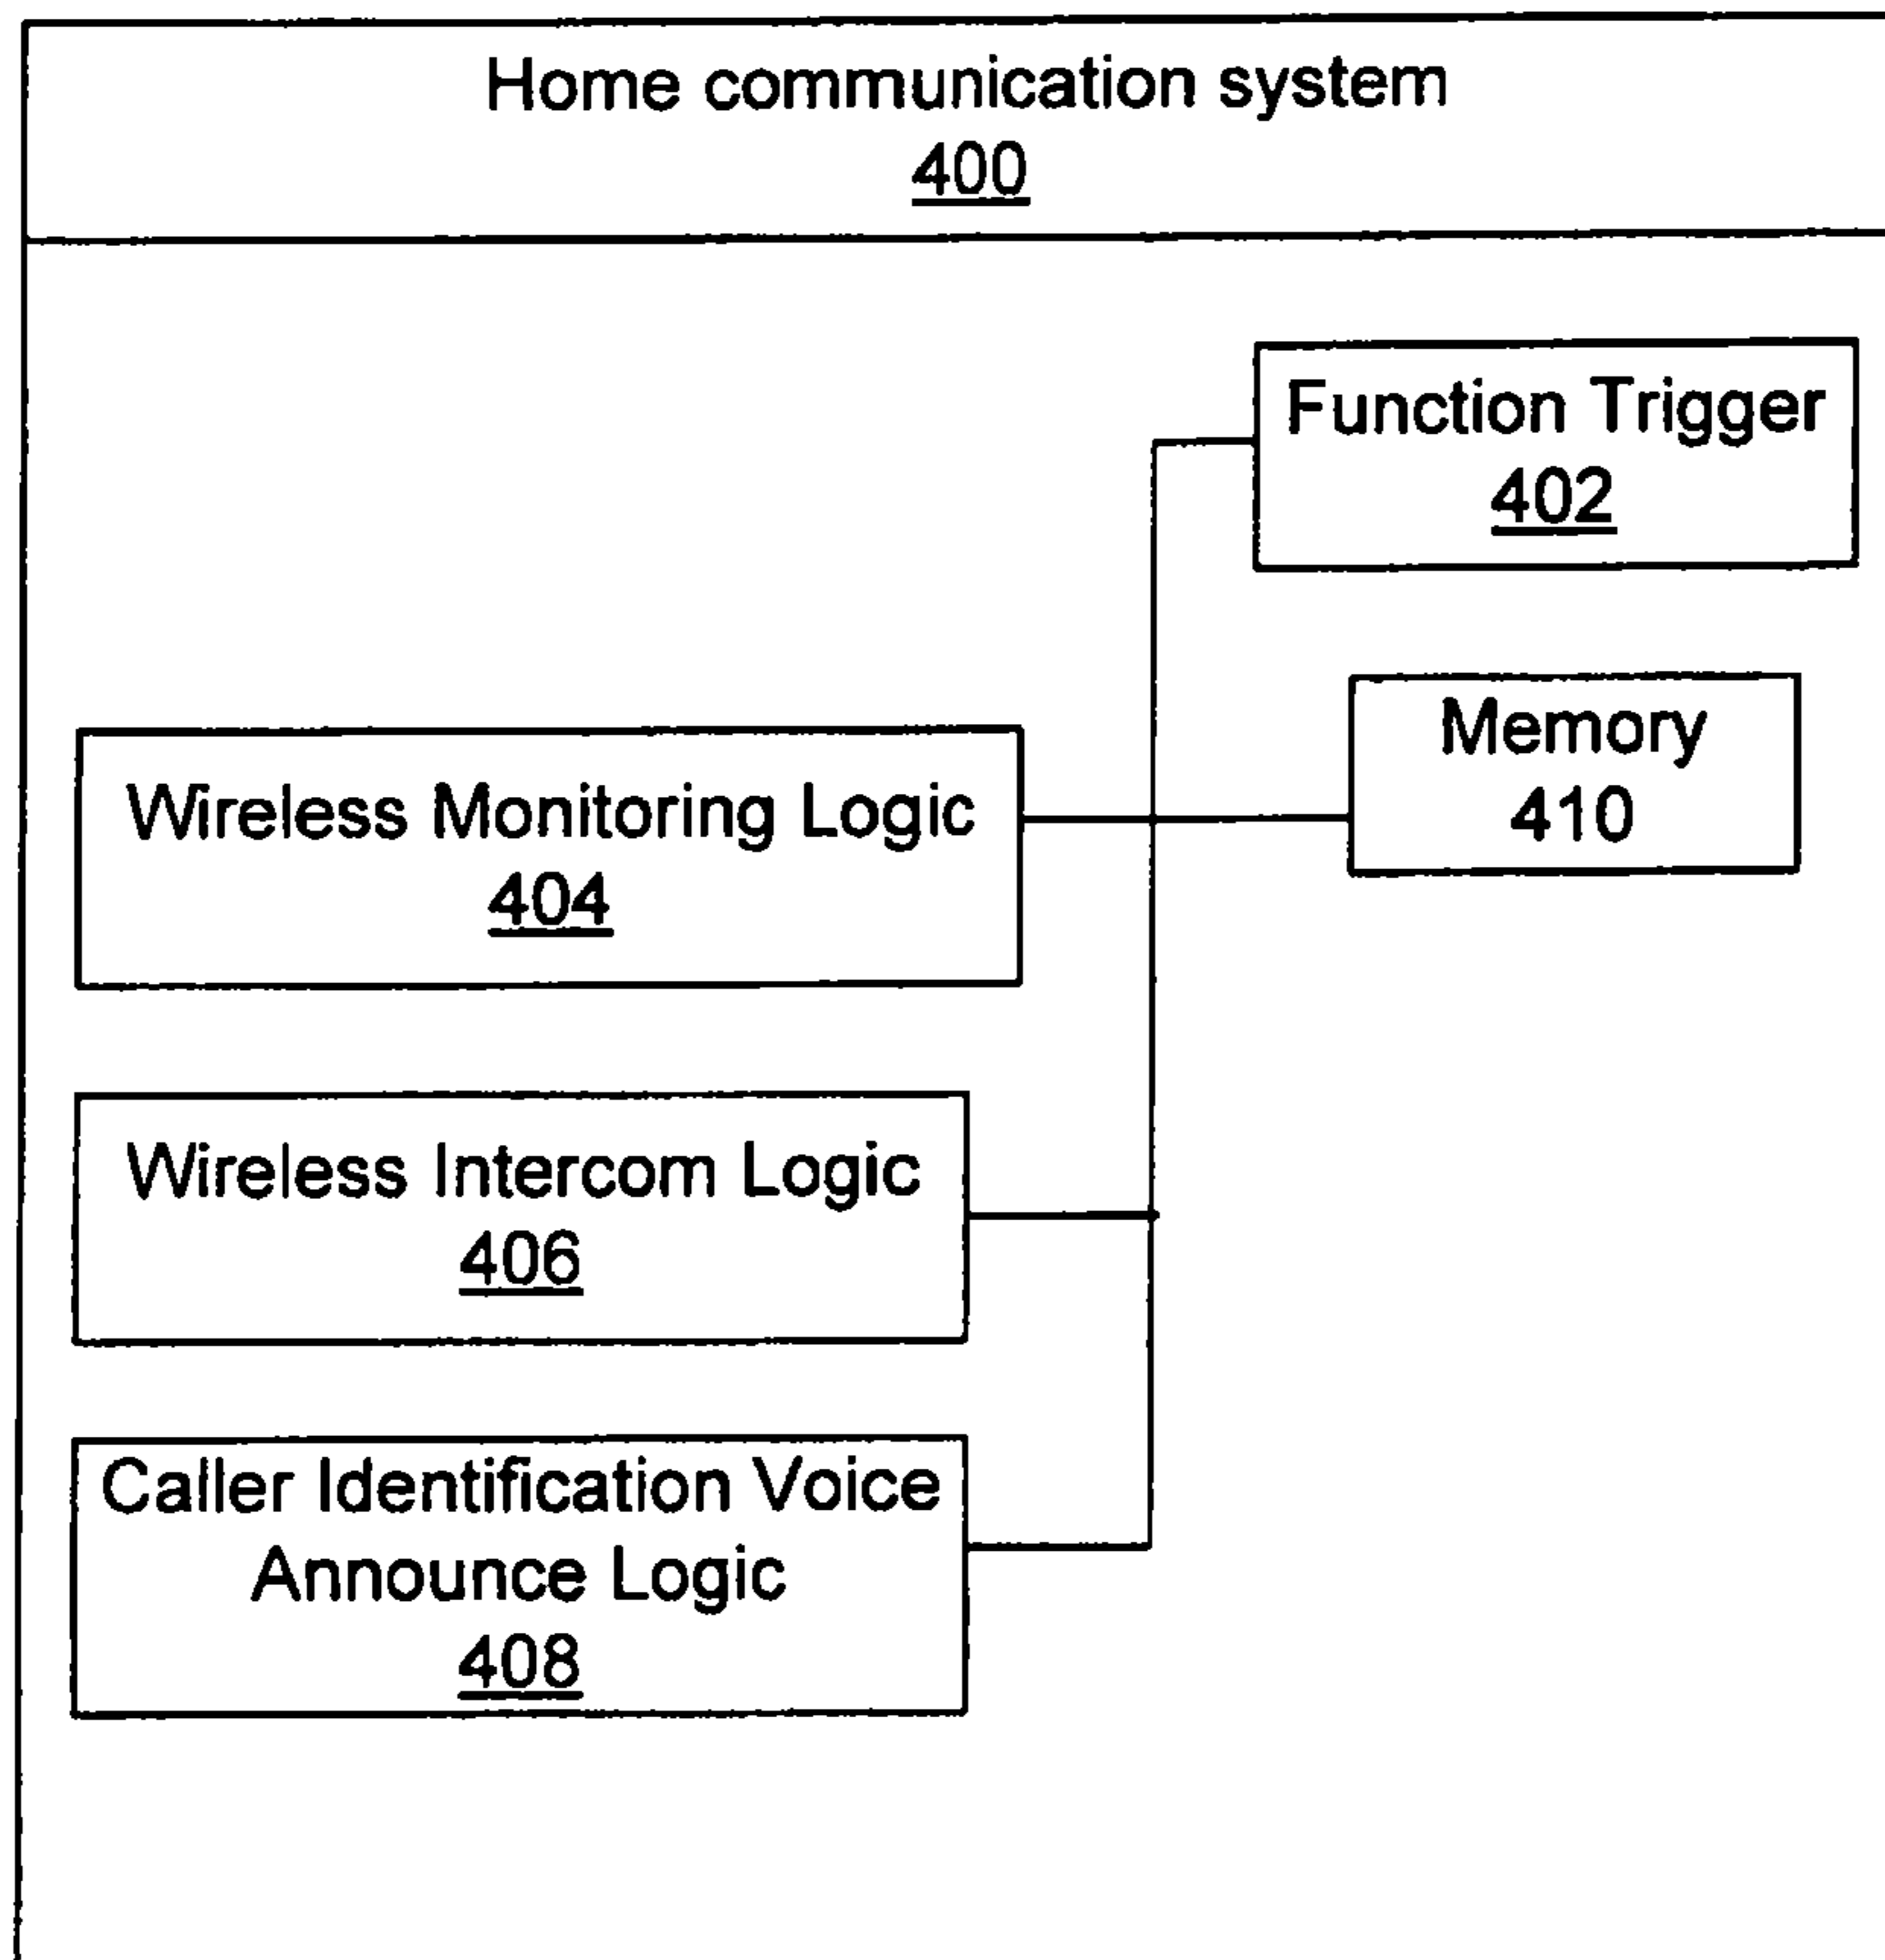 Home communication system
400
Function Trigger
402
Memory
410
Wireless Monitoring Logic
404
Wireless Intercom Logic
406
Caller Identification Voice
Announce Logic
408